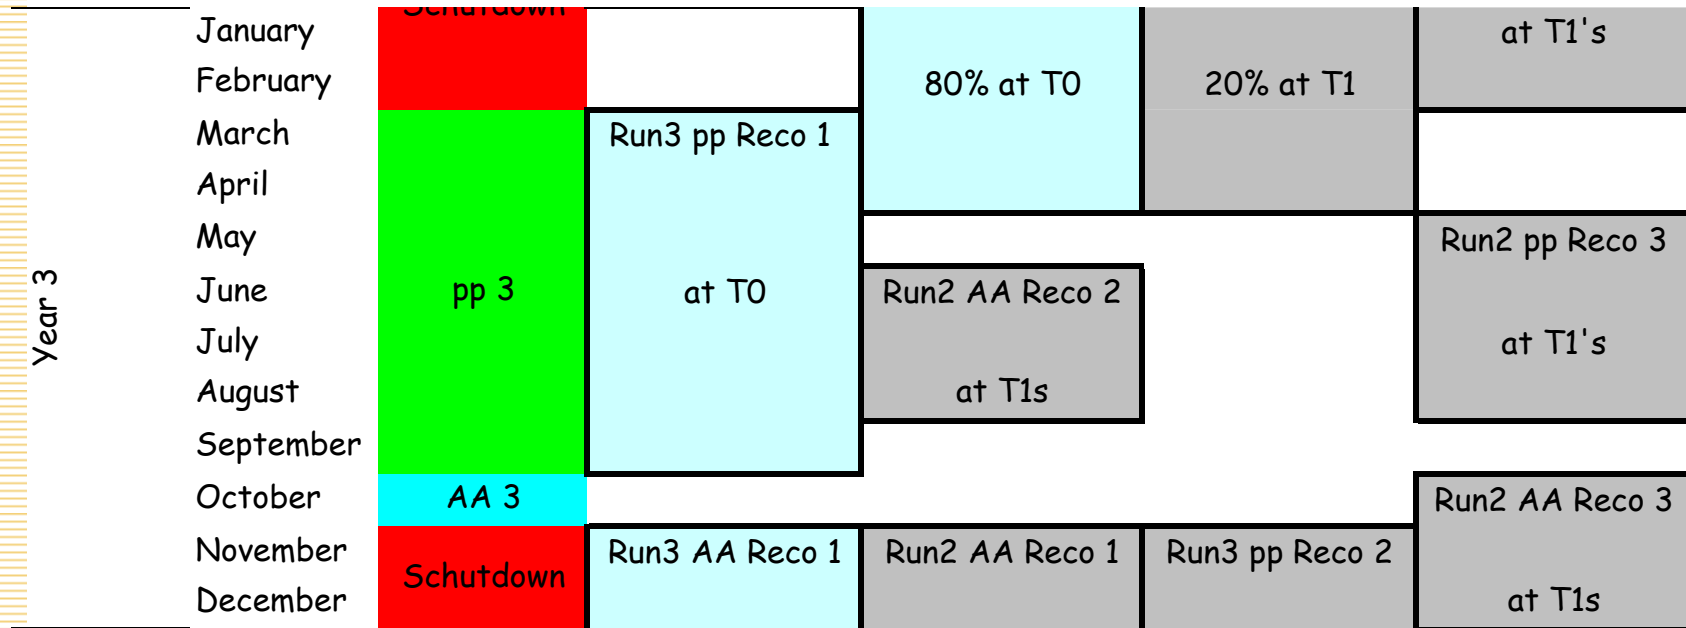 Schutdown
January at T1's
February 80% at T0 20% at T1
March Run3 pp Reco 1
April
May Run2 pp Reco 3
Year 3
June pp 3 at T0 Run2 AA Reco 2
July at T1's
August at T1s
September
October AA 3 Run2 AA Reco 3
November Run3 AA Reco 1 Run2 AA Reco 1 Run3 pp Reco 2
Schutdown
December at T1s